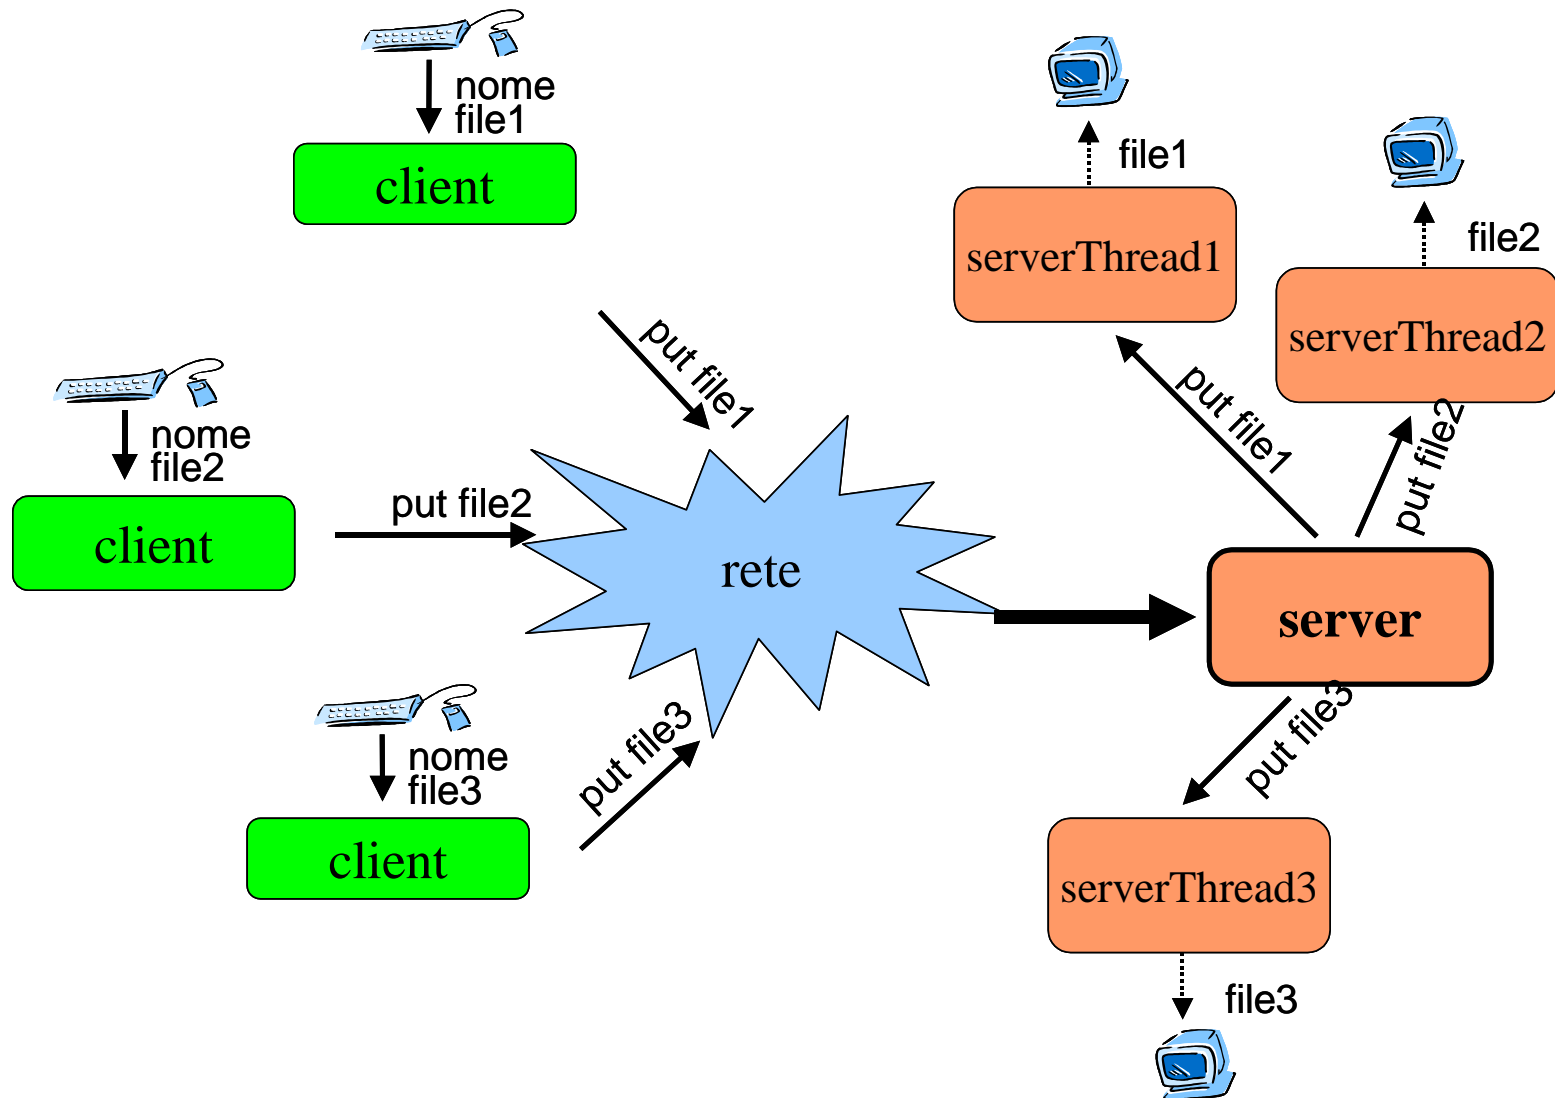 nome
file1
client
put file1
nome
file2
client
put file2
nome
file3
client
put file3
rete
server
put file1
serverThread1
file1
put file2
serverThread2
file2
put file3
serverThread3
file3